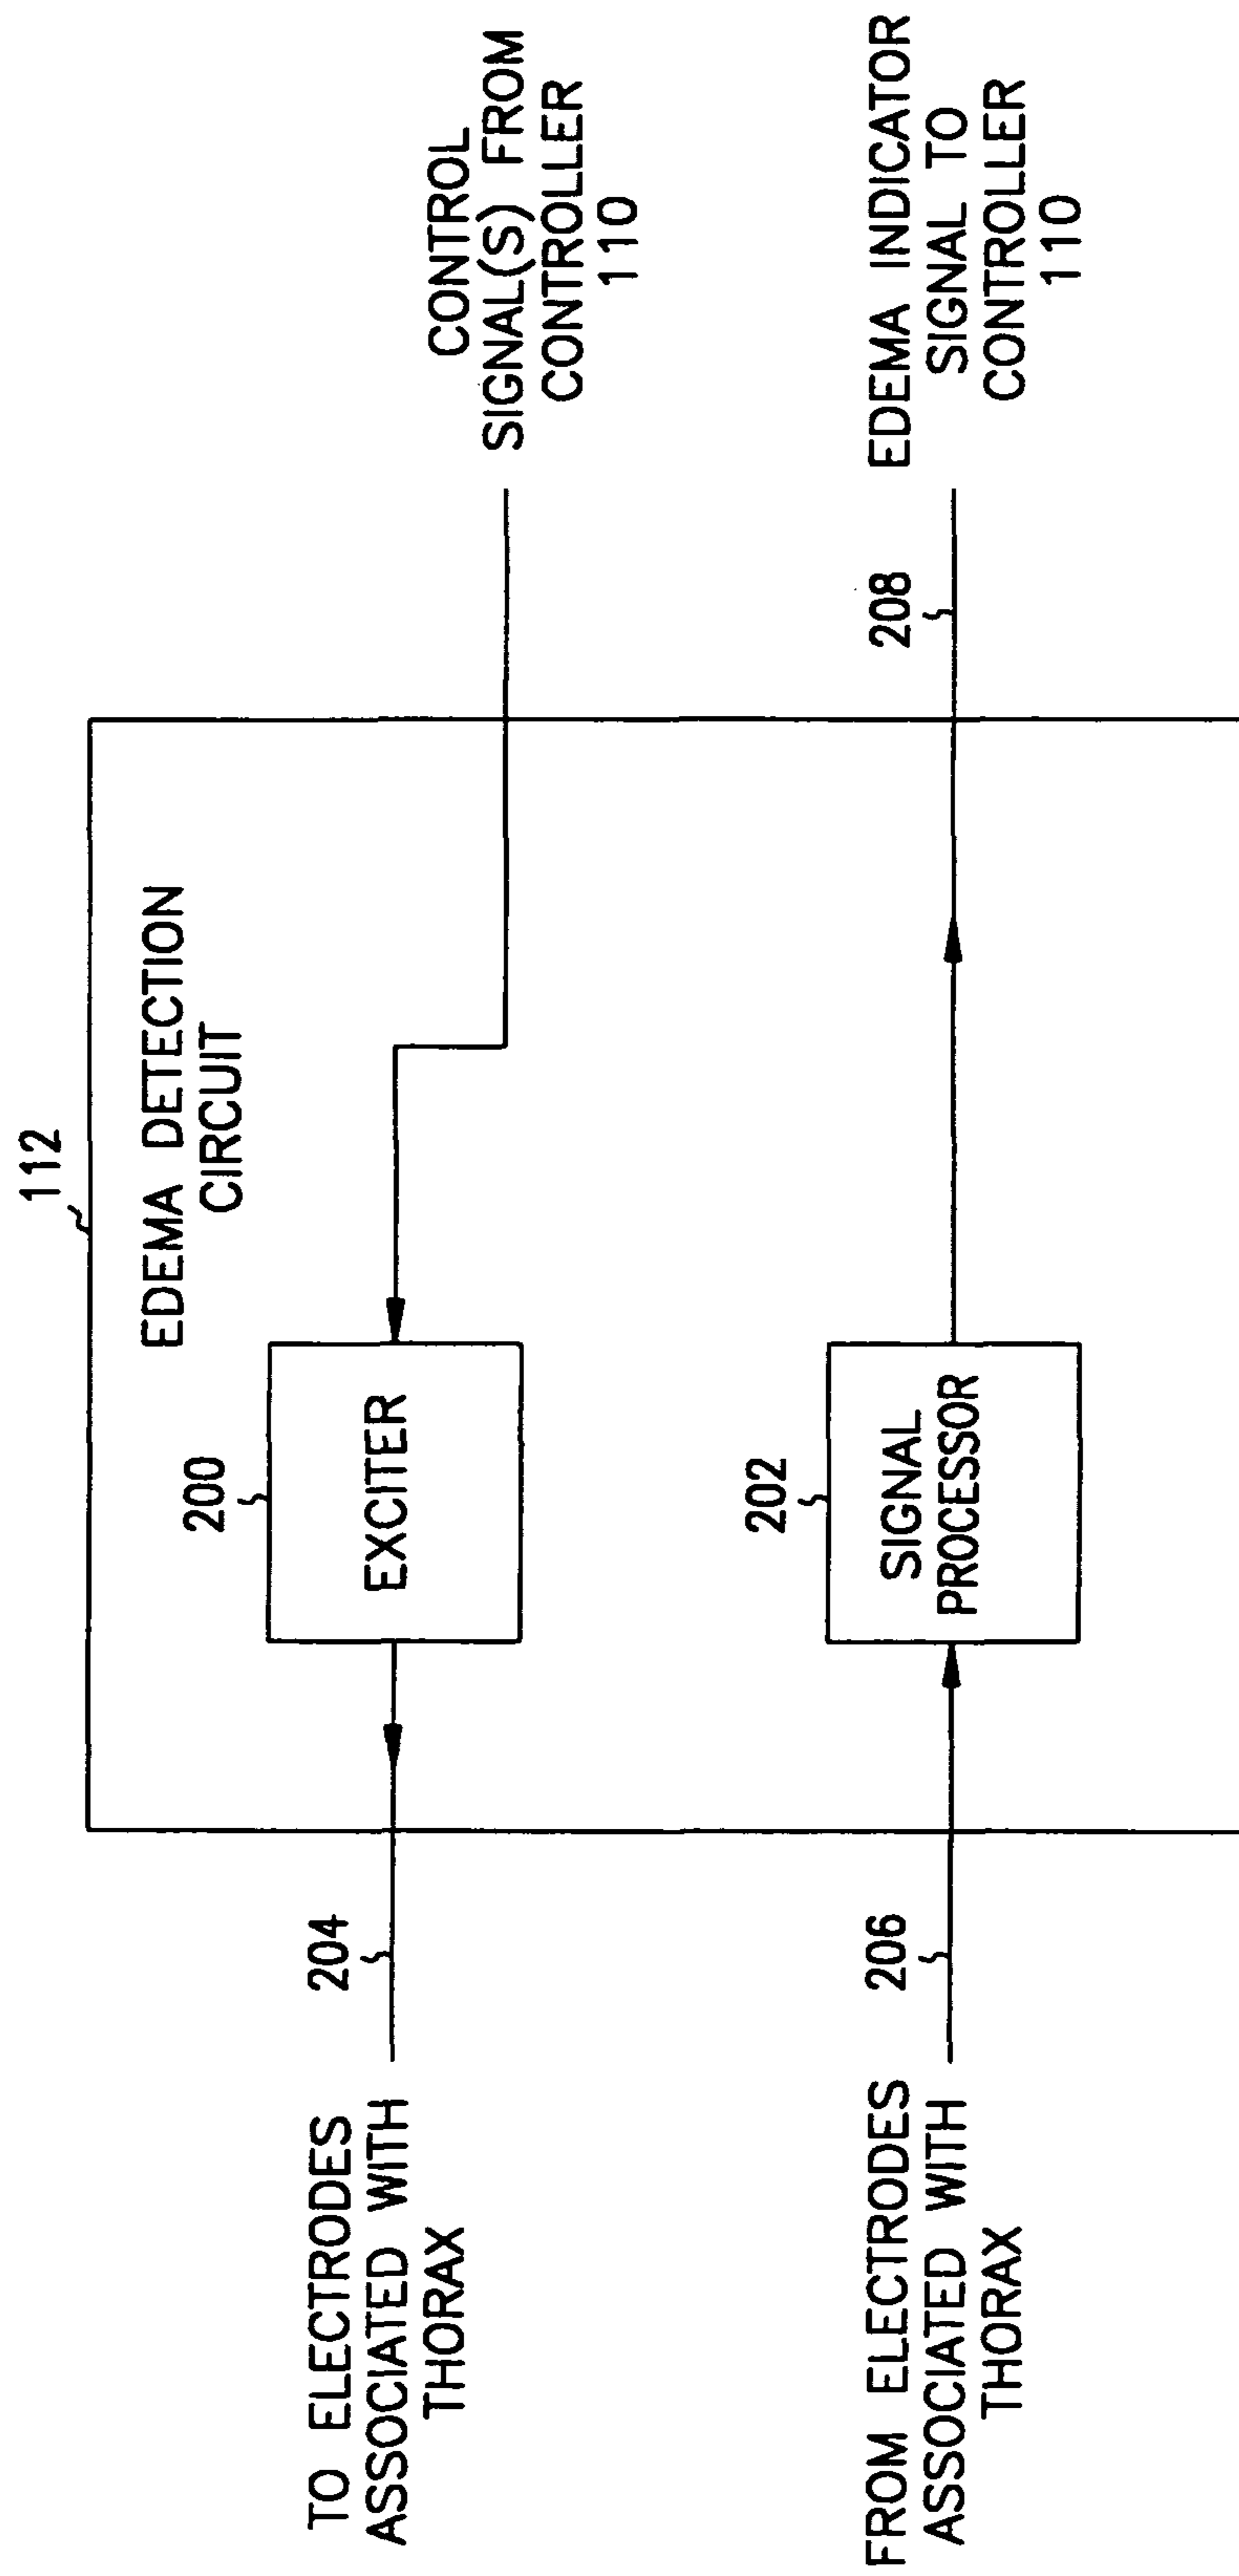 112
EDEMA DETECTION
CIRCUIT
TO ELECTRODES
ASSOCIATED WITH
THORAX
204
200
EXCITER
CONTROL
SIGNAL(S) FROM
CONTROLLER
110
FROM ELECTRODES
ASSOCIATED WITH
THORAX
206
202
SIGNAL
PROCESSOR
208
EDEMA INDICATOR
SIGNAL TO
CONTROLLER
110